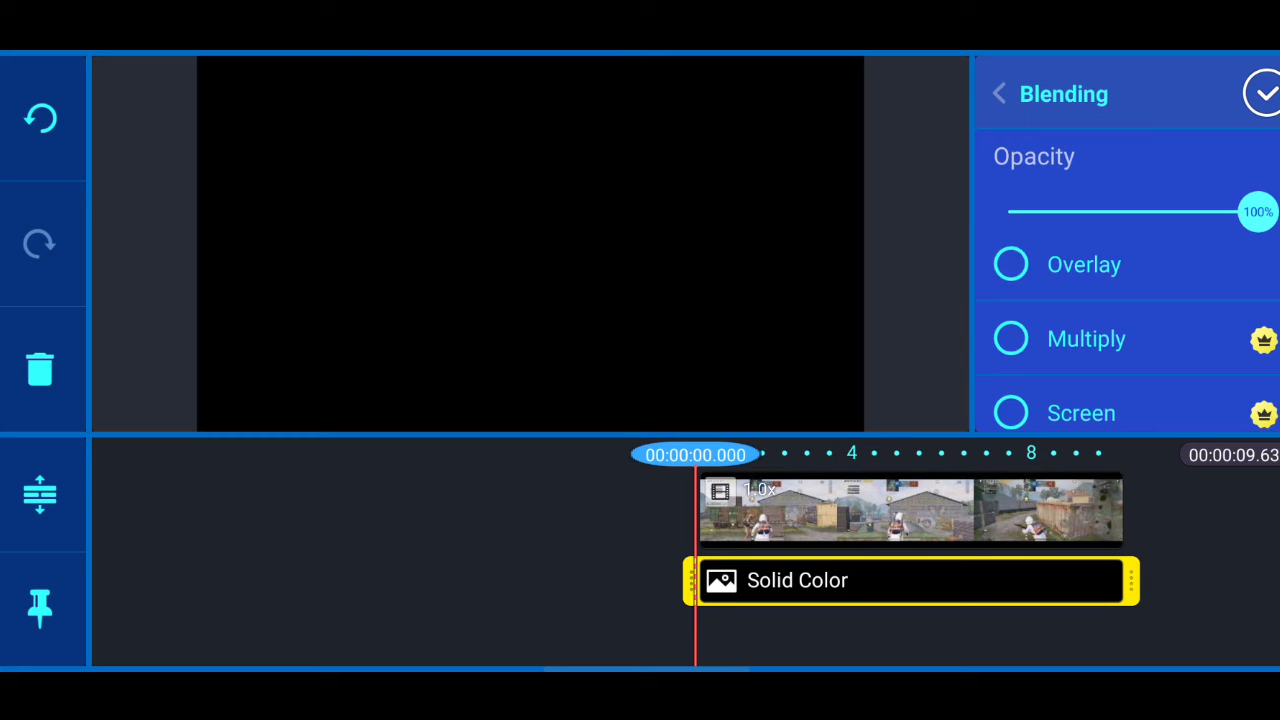 Blending
Opacity
100%
Overlay
Multiply
Screen
00:00:00.000
4
8
00:00:09.63
1.0x
Solid Color